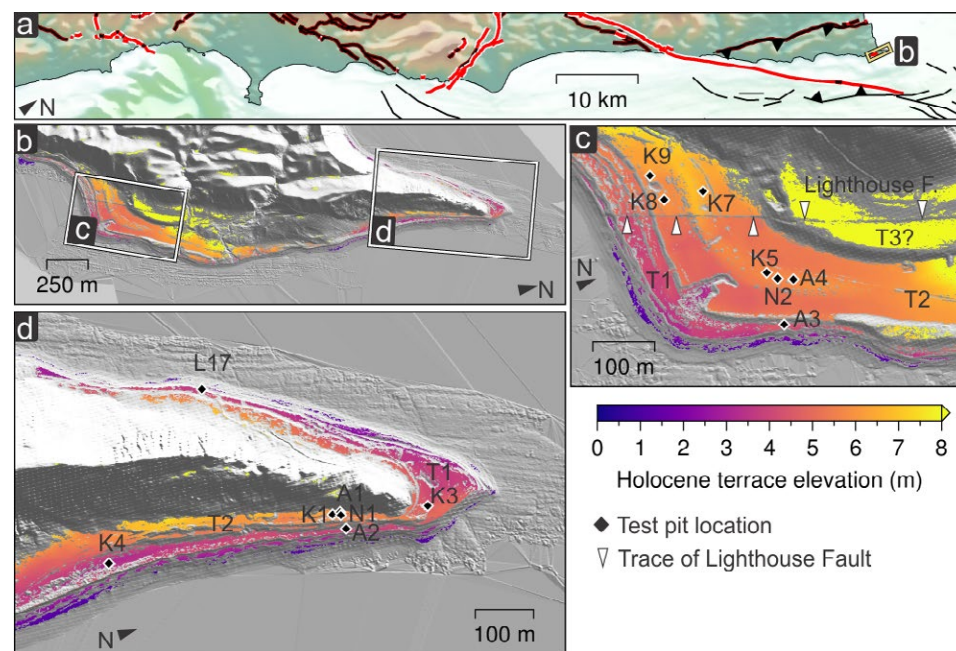 a
N
10 km
b
b
c
d
250 m
N
c
K9
K8
K7
Lighthouse F.
T3?
K5
A4
N2
T1
T2
N
A3
100 m
d
L17
T1
A1
K3
K1
N1
T2
A2
K4
N
100 m
0 1 2 3 4 5 6 7 8
Holocene terrace elevation (m)
Test pit location
Trace of Lighthouse Fault